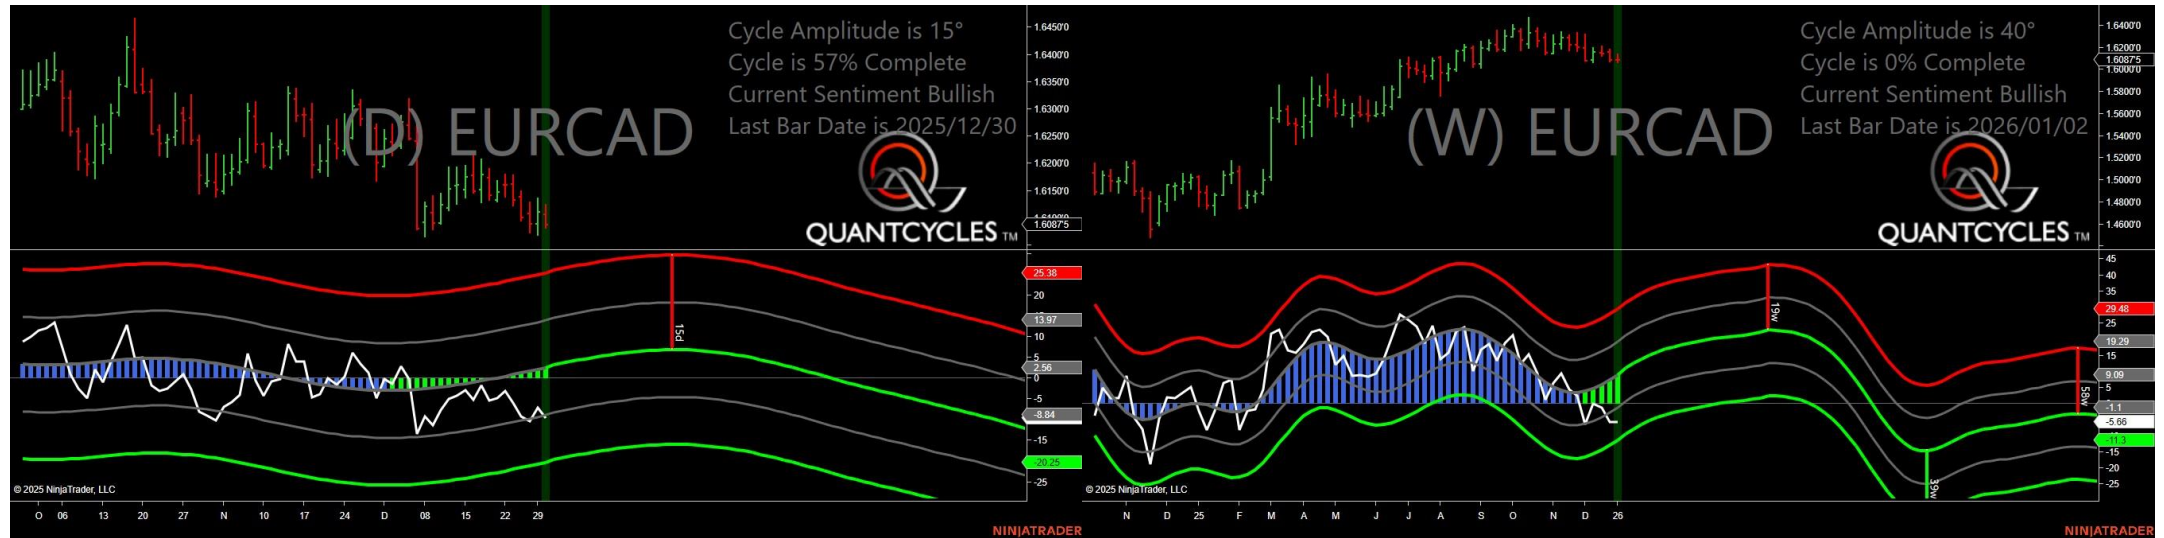 Cycle Amplitude is 15°
Cycle is 57% Complete
Current Sentiment Bullish
Last Bar Date is 2025/12/30
(D) EURCAD
QUANTCYCLES TM
1.6450'0
1.6400'0
1.6350'0
1.6300'0
1.6250'0
1.6200'0
1.6150'0
1.6100'0
1.60875
25.38
20
13.97
10
5
2.56
0
-5
-8.84
-15
-20.25
-25
15d
© 2025 NinjaTrader, LLC
O 06 13 20 27 N 10 17 24 D 08 15 22 29
NINJATRADER
Cycle Amplitude is 40°
Cycle is 0% Complete
Current Sentiment Bullish
Last Bar Date is 2026/01/02
(W) EURCAD
QUANTCYCLES TM
1.6400'0
1.6200'0
1.60875
1.6000'0
1.5800'0
1.5600'0
1.5400'0
1.5200'0
1.5000'0
1.4800'0
1.4600'0
45
40
35
29.48
25
19.29
15
9.09
5
-1.1
-5.66
-11.3
-15
-20
-25
19w
39w
58w
© 2025 NinjaTrader, LLC
N D 25 F M A M J J A S O N D 26
NINJATRADER